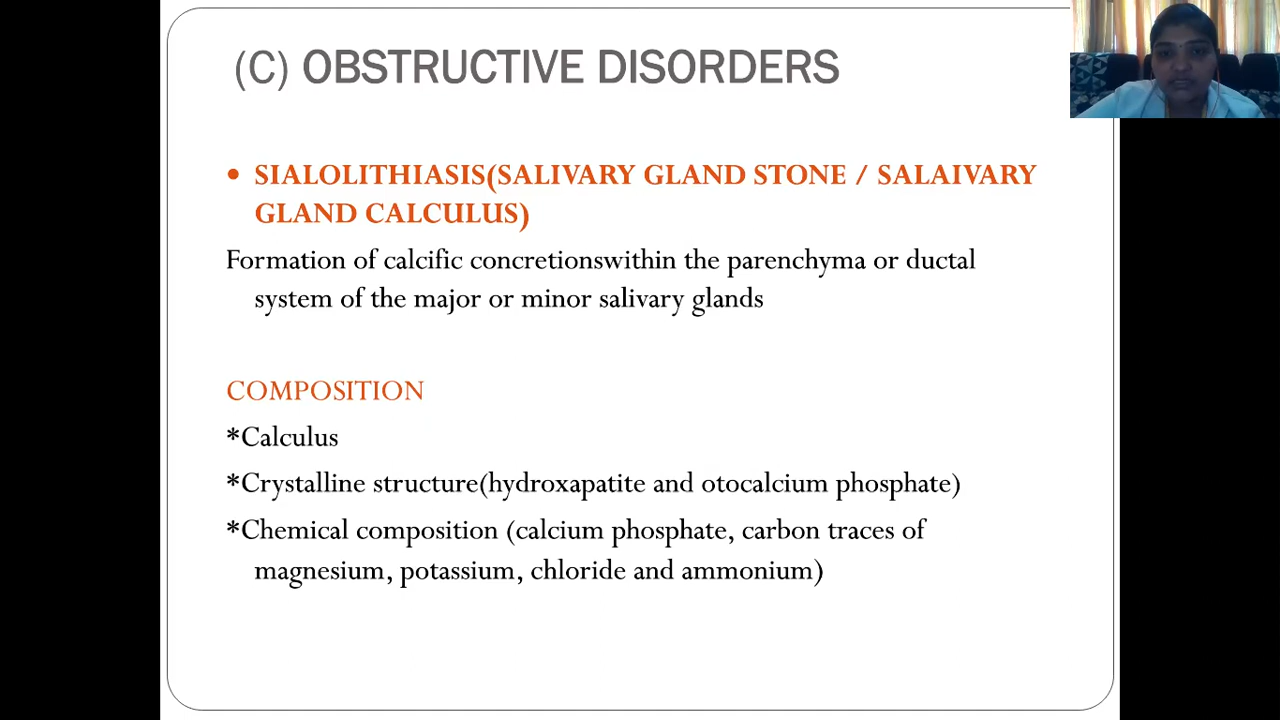 (C) OBSTRUCTIVE DISORDERS
• SIALOLITHIASIS(SALIVARY GLAND STONE / SALAIVARY
GLAND CALCULUS)
Formation of calcific concretionswithin the parenchyma or ductal
system of the major or minor salivary glands
COMPOSITION
*Calculus
*Crystalline structure(hydroxapatite and otocalcium phosphate)
*Chemical composition (calcium phosphate, carbon traces of
magnesium, potassium, chloride and ammonium)